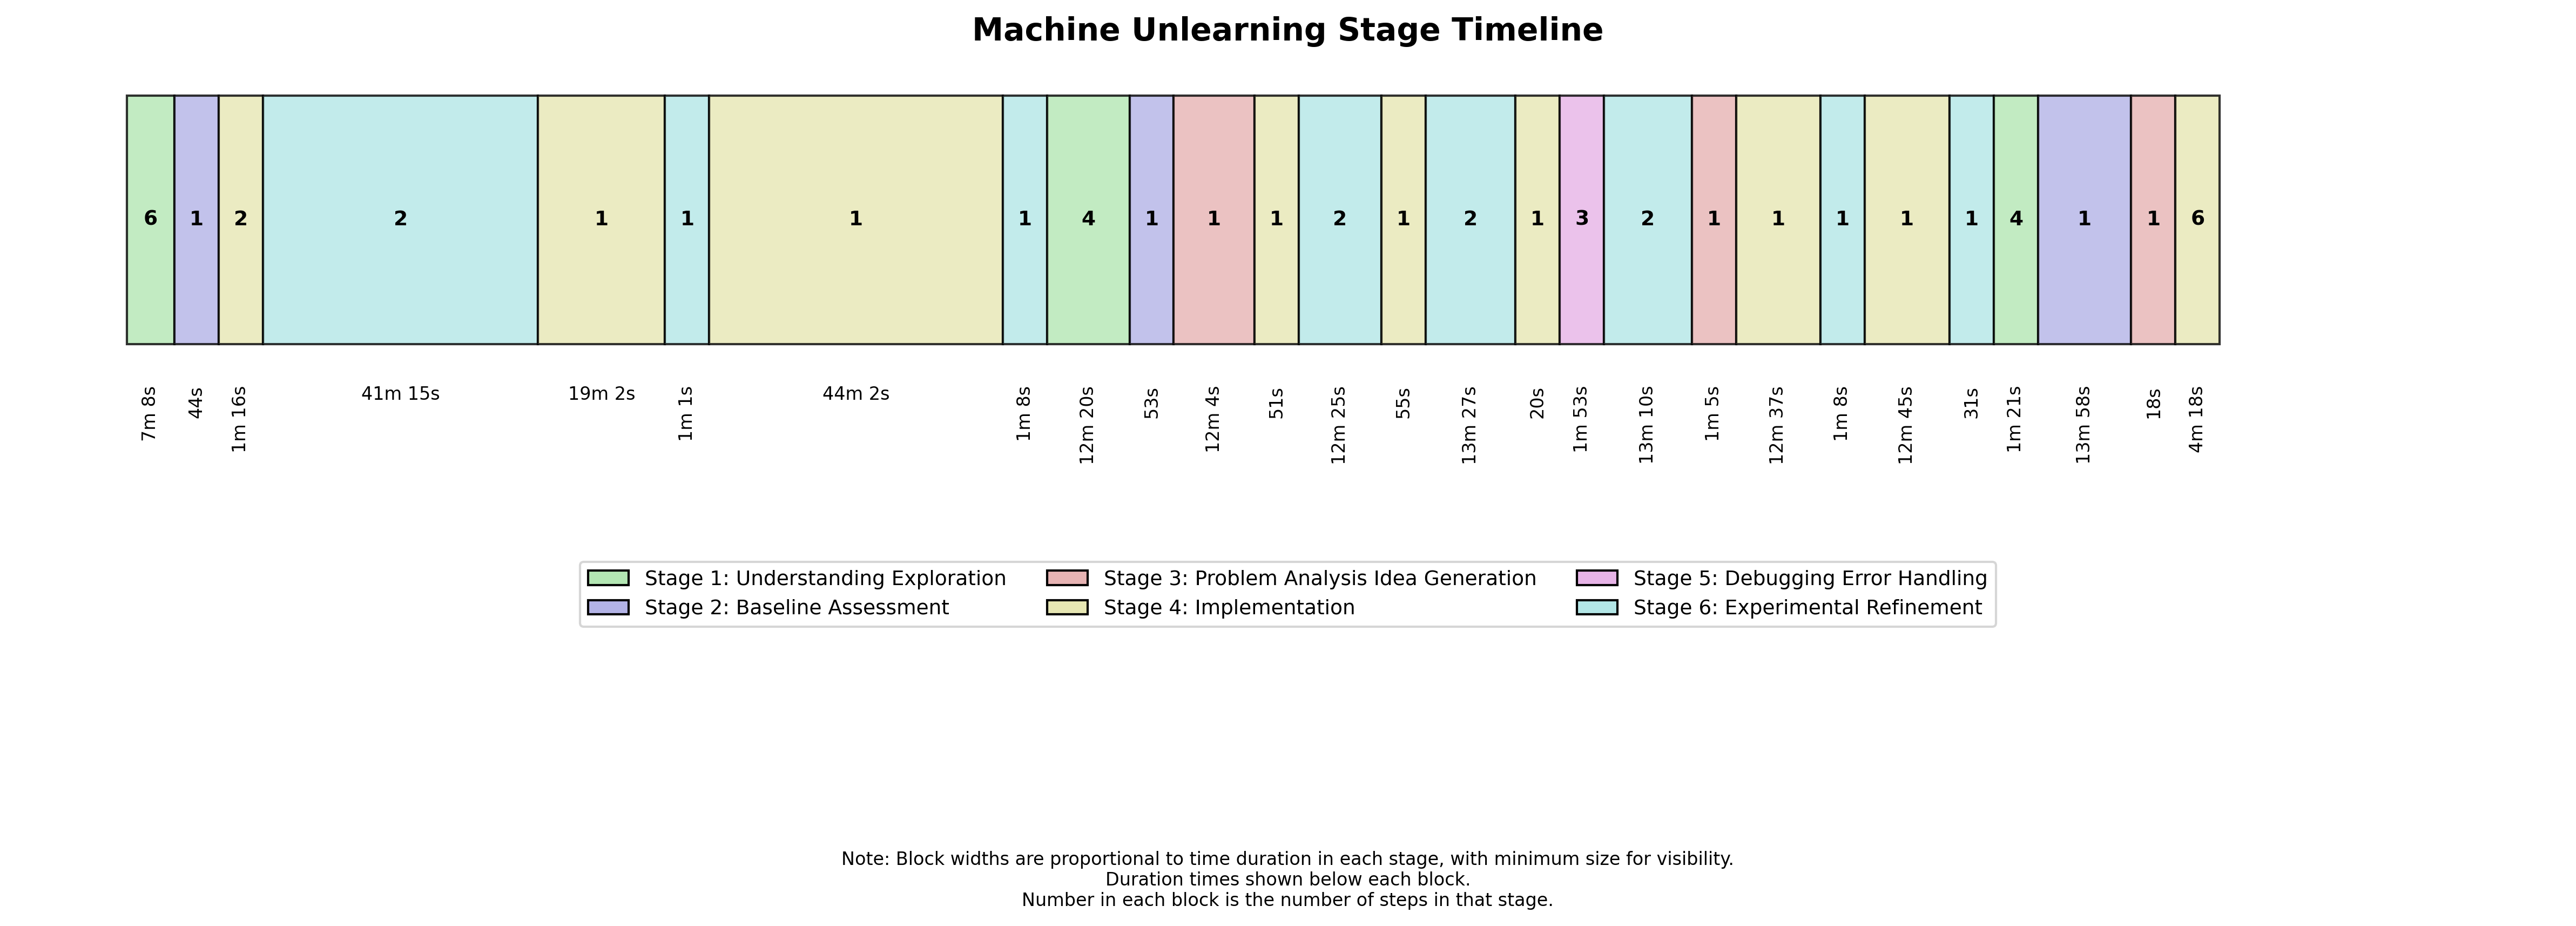 Machine Unlearning Stage Timeline
6 1 2 2 1 1 1 1 4 1 1 1 2 1 2 1 3 2 1 1 1 1 1 4 1 1 6
7m 8s 44s 1m 16s 41m 15s 19m 2s 1m 1s 44m 2s 1m 8s 12m 20s 53s 12m 4s 51s 12m 25s 55s 13m 27s 20s 1m 53s 13m 10s 1m 5s 12m 37s 1m 8s 12m 45s 31s 1m 21s 13m 58s 18s 4m 18s
Stage 1: Understanding Exploration Stage 3: Problem Analysis Idea Generation Stage 5: Debugging Error Handling
Stage 2: Baseline Assessment Stage 4: Implementation Stage 6: Experimental Refinement
Note: Block widths are proportional to time duration in each stage, with minimum size for visibility.
Duration times shown below each block.
Number in each block is the number of steps in that stage.